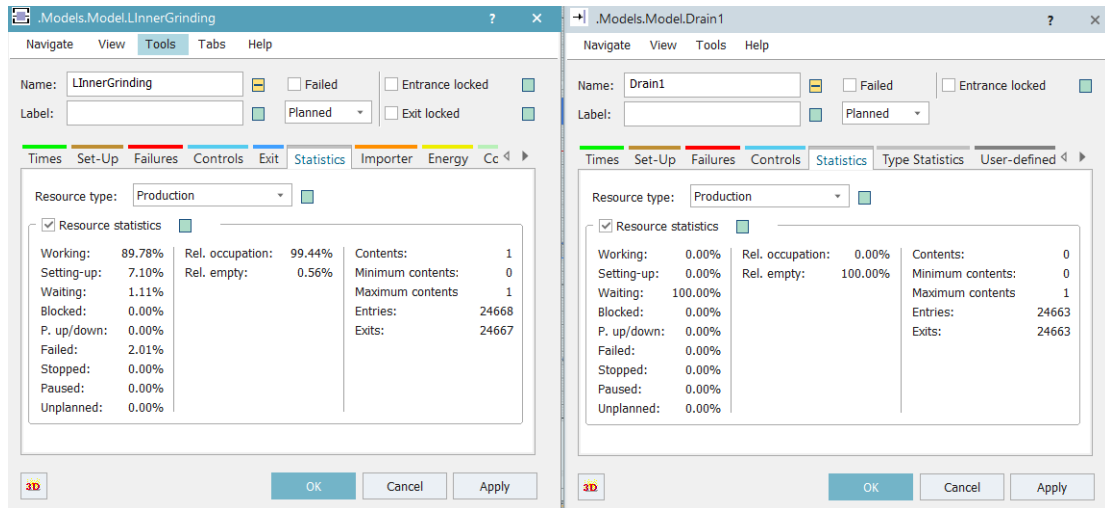 .Models.Model.LInnerGrinding ? ×
Navigate View Tools Tabs Help
Name: LInnerGrinding Failed Entrance locked
Label: Planned Exit locked
Times Set-Up Failures Controls Exit Statistics Importer Energy Cc
Resource type: Production
Resource statistics
Working: 89.78% Rel. occupation: 99.44% Contents: 1
Setting-up: 7.10% Rel. empty: 0.56% Minimum contents: 0
Waiting: 1.11% Maximum contents 1
Blocked: 0.00% Entries: 24668
P. up/down: 0.00% Exits: 24667
Failed: 2.01%
Stopped: 0.00%
Paused: 0.00%
Unplanned: 0.00%
3D OK Cancel Apply
.Models.Model.Drain1 ? ×
Navigate View Tools Help
Name: Drain1 Failed Entrance locked
Label: Planned
Times Set-Up Failures Controls Statistics Type Statistics User-defined
Resource type: Production
Resource statistics
Working: 0.00% Rel. occupation: 0.00% Contents: 0
Setting-up: 0.00% Rel. empty: 100.00% Minimum contents: 0
Waiting: 100.00% Maximum contents 1
Blocked: 0.00% Entries: 24663
P. up/down: 0.00% Exits: 24663
Failed: 0.00%
Stopped: 0.00%
Paused: 0.00%
Unplanned: 0.00%
3D OK Cancel Apply